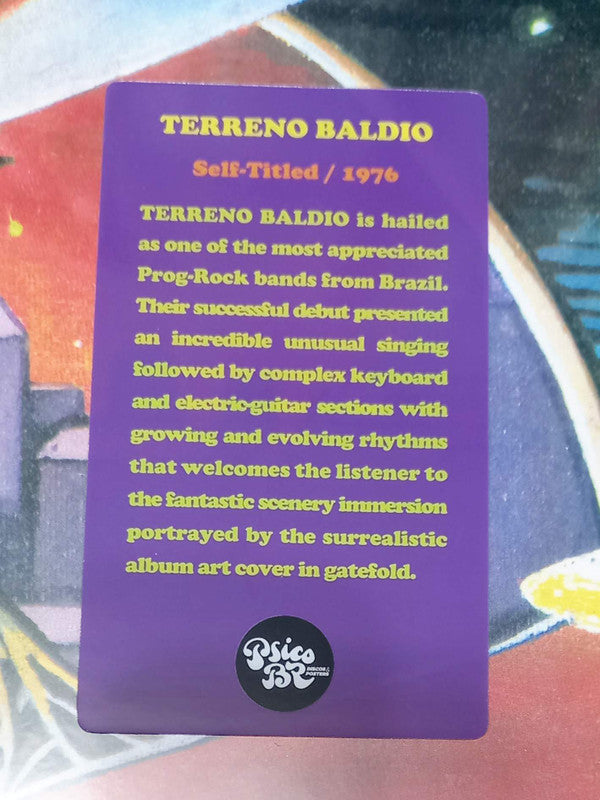 TERRENO BALDIO
Self-Titled / 1976
TERRENO BALDIO is hailed
as one of the most appreciated
Prog-Rock bands from Brazil.
Their successful debut presented
an incredible unusual singing
followed by complex keyboard
and electric-guitar sections with
growing and evolving rhythms
that welcomes the listener to
the fantastic scenery immersion
portrayed by the surrealistic
album art cover in gatefold.
Psico
BR
DISCOS &
POSTERS